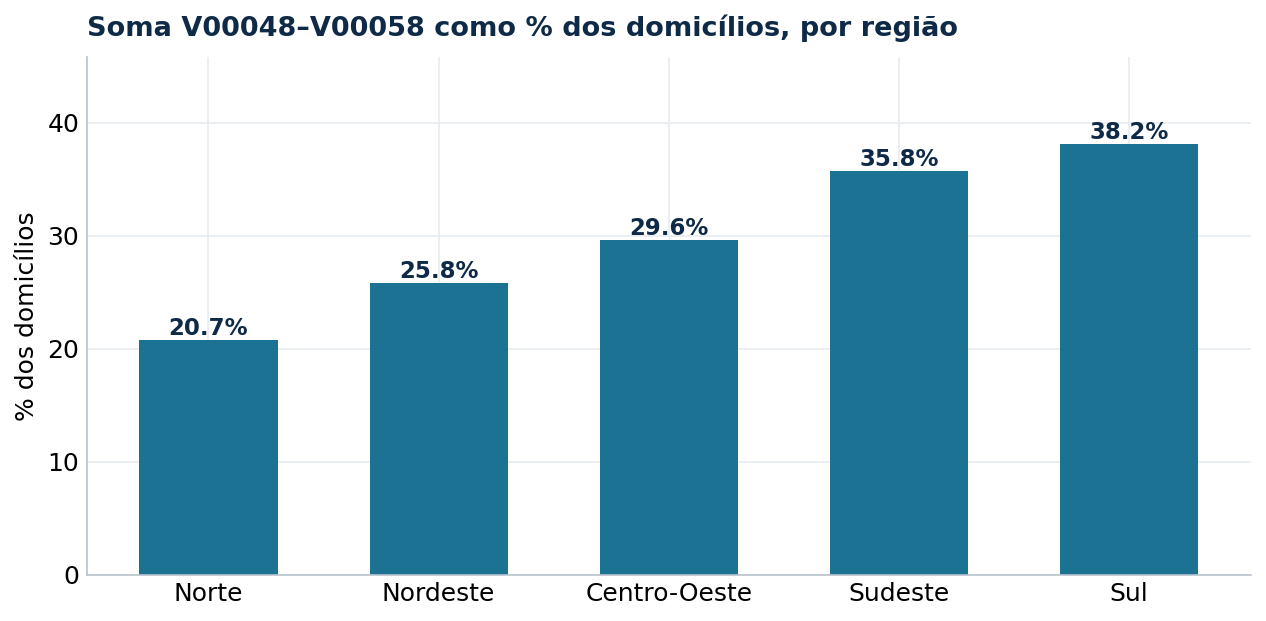 Soma V00048–V00058 como % dos domicílios, por região
% dos domicílios
40
30
20
10
0
20.7%
25.8%
29.6%
35.8%
38.2%
Norte
Nordeste
Centro-Oeste
Sudeste
Sul